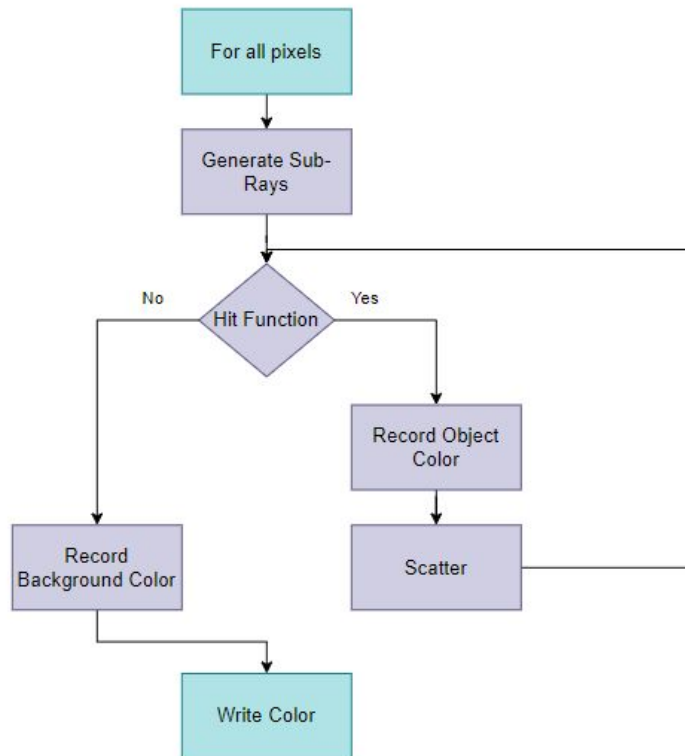 For all pixels
Generate Sub-
Rays
No
Yes
Hit Function
Record Object
Color
Record
Background Color
Scatter
Write Color